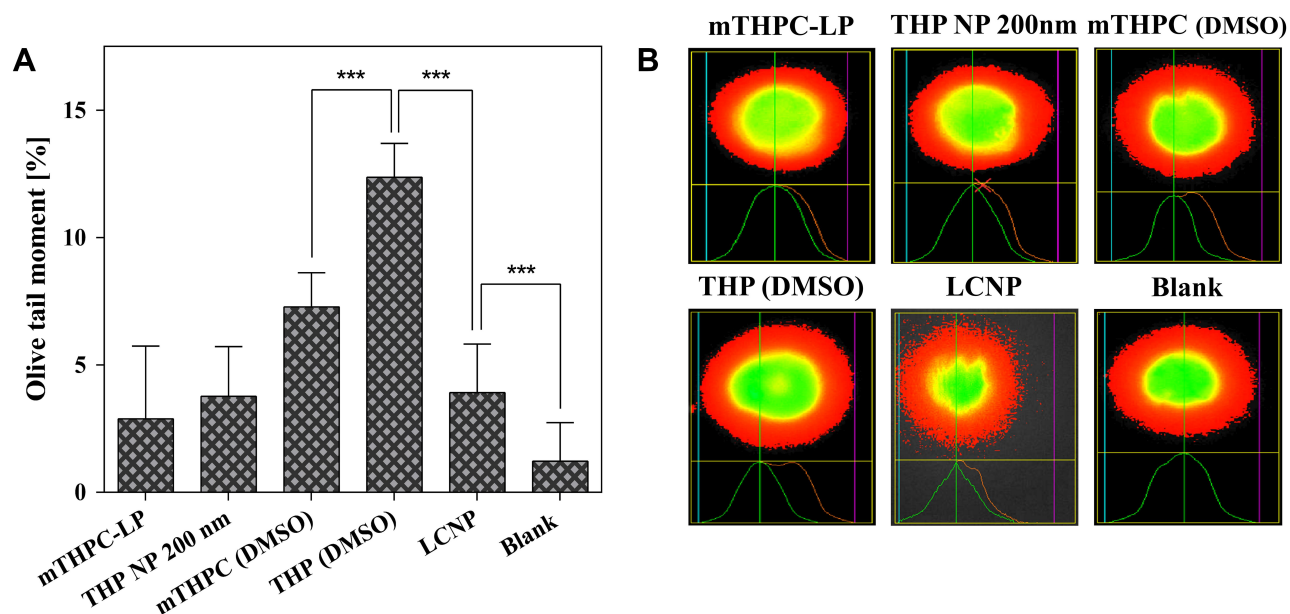 A
Olive tail moment [%]
15
10
5
0
***
***
***
mTHPC-LP
THP NP 200 nm
mTHPC (DMSO)
THP (DMSO)
LCNP
Blank
B
mTHPC-LP
THP NP 200nm
mTHPC (DMSO)
THP (DMSO)
LCNP
Blank